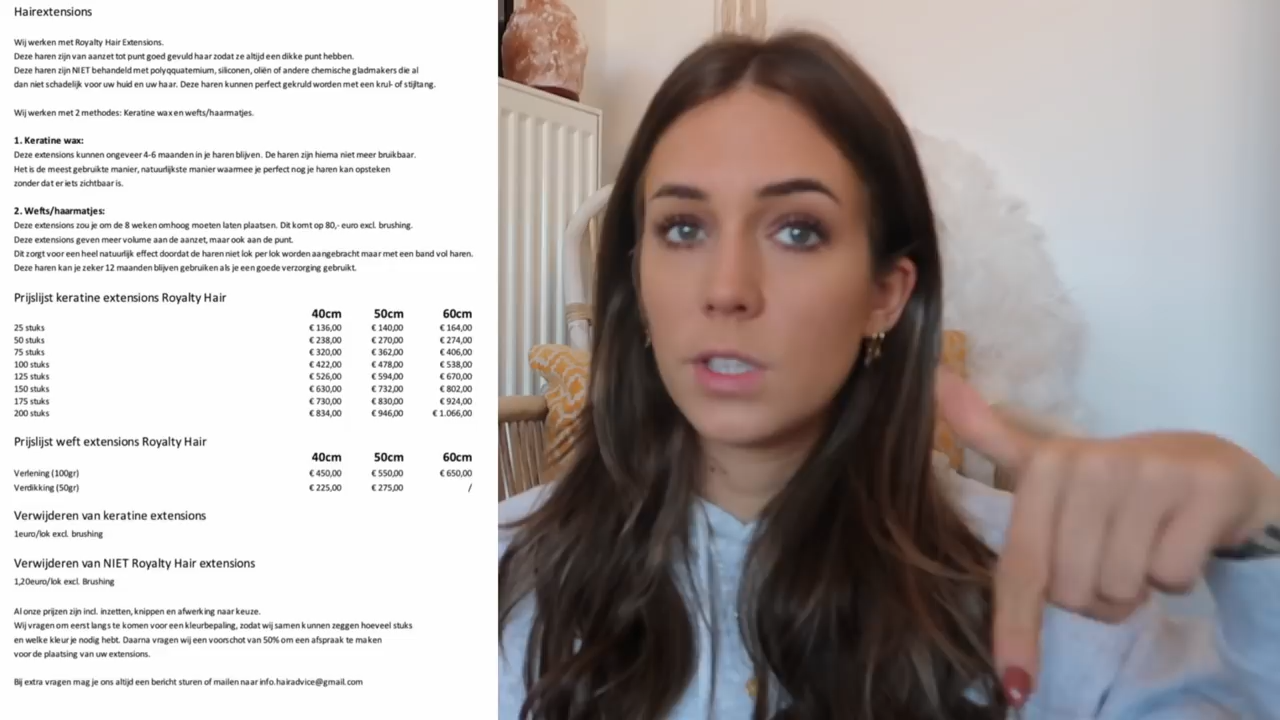 Hairextensions
Wij werken met Royalty Hair Extensions.
Deze haren zijn van aanzet tot punt goed gevuld haar zodat ze altijd een dikke punt hebben.
Deze haren zijn NIET behandeld met polyqquatemium, siliconen, oliën of andere chemische gladmakers die al
dan niet schadelijk voor uw huid en uw haar. Deze haren kunnen perfect gekruld worden met een krul- of stijltang.
Wij werken met 2 methodes: Keratine wax en wefts/haarmatjes.
1. Keratine wax:
Deze extensions kunnen ongeveer 4-6 maanden in je haren blijven. De haren zijn hierna niet meer bruikbaar.
Het is de meest gebruikte manier, natuurlijkste manier waarmee je perfect nog je haren kan opsteken
zonder dat er iets zichtbaar is.
2. Wefts/haarmatjes:
Deze extensions zou je om de 8 weken omhoog moeten laten plaatsen. Dit komt op 80,- euro excl. brushing.
Deze extensions geven meer volume aan de aanzet, maar ook aan de punt.
Dit zorgt voor een heel natuurlijk effect doordat de haren niet lok per lok worden aangebracht maar met een band vol haren.
Deze haren kan je zeker 12 maanden blijven gebruiken als je een goede verzorging gebruikt.
Prijslijst keratine extensions Royalty Hair
40cm 50cm 60cm
25 stuks € 136,00 € 140,00 € 164,00
50 stuks € 238,00 € 270,00 € 274,00
75 stuks € 320,00 € 362,00 € 406,00
100 stuks € 422,00 € 478,00 € 538,00
125 stuks € 526,00 € 594,00 € 670,00
150 stuks € 630,00 € 732,00 € 802,00
175 stuks € 730,00 € 830,00 € 924,00
200 stuks € 834,00 € 946,00 € 1.066,00
Prijslijst weft extensions Royalty Hair
40cm 50cm 60cm
Verlening (100gr) € 450,00 € 550,00 € 650,00
Verdikking (50gr) € 225,00 € 275,00 /
Verwijderen van keratine extensions
1euro/lok excl. brushing
Verwijderen van NIET Royalty Hair extensions
1,20euro/lok excl. Brushing
Al onze prijzen zijn incl. inzetten, knippen en afwerking naar keuze.
Wij vragen om eerst langs te komen voor een kleurbepaling, zodat wij samen kunnen zeggen hoeveel stuks
en welke kleur je nodig hebt. Daarna vragen wij een voorschot van 50% om een afspraak te maken
voor de plaatsing van uw extensions.
Bij extra vragen mag je ons altijd een bericht sturen of mailen naar info.hairadvice@gmail.com